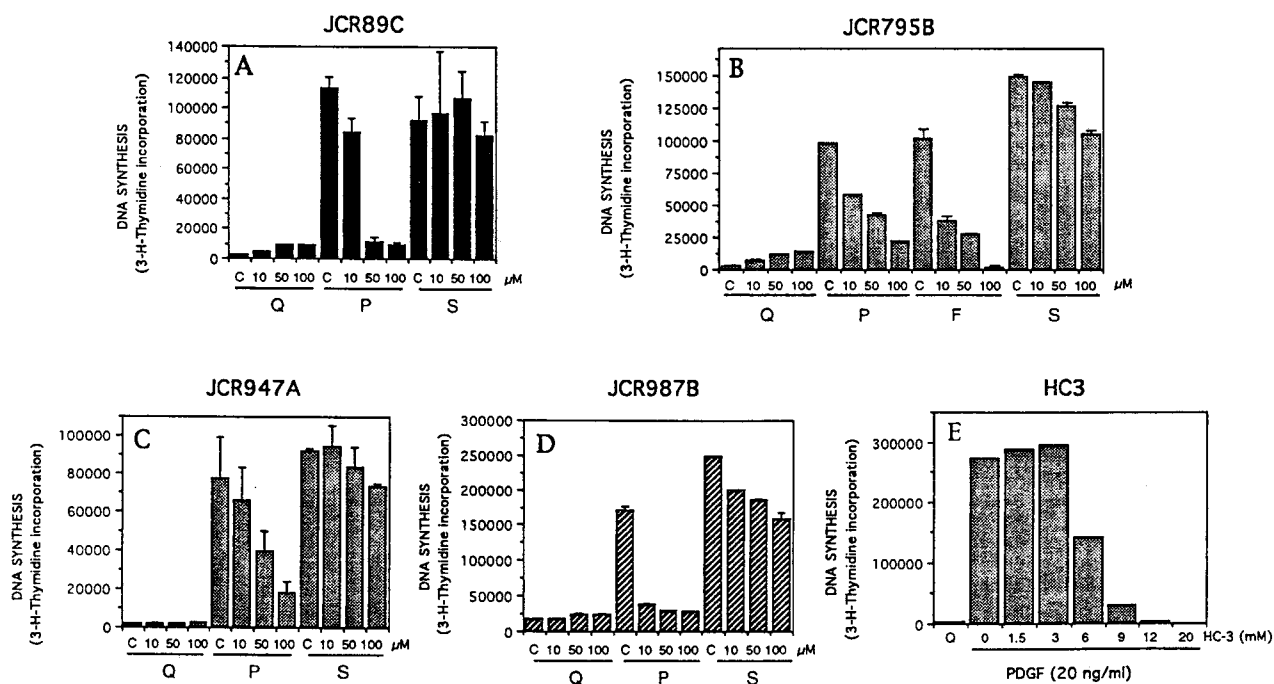 JCR89C
A
DNA SYNTHESIS
(3-H-Thymidine incorporation)
140000
120000
100000
80000
60000
40000
20000
0
C 10 50 100 C 10 50 100 C 10 50 100 µM
Q P S
JCR795B
B
DNA SYNTHESIS
(3-H-Thymidine incorporation)
150000
125000
100000
75000
50000
25000
0
C 10 50 100 C 10 50 100 C 10 50 100 C 10 50 100 µM
Q P F S
JCR947A
C
DNA SYNTHESIS
(3-H-Thymidine incorporation)
100000
80000
60000
40000
20000
0
C 10 50 100 C 10 50 100 C 10 50 100 µM
Q P S
JCR987B
D
DNA SYNTHESIS
(3-H-Thymidine incorporation)
300000
250000
200000
150000
100000
50000
0
C 10 50 100 C 10 50 100 C 10 50 100 µM
Q P S
HC3
E
DNA SYNTHESIS
(3-H-Thymidine incorporation)
300000
200000
100000
0
Q 0 1.5 3 6 9 12 20 HC-3 (mM)
PDGF (20 ng/ml)